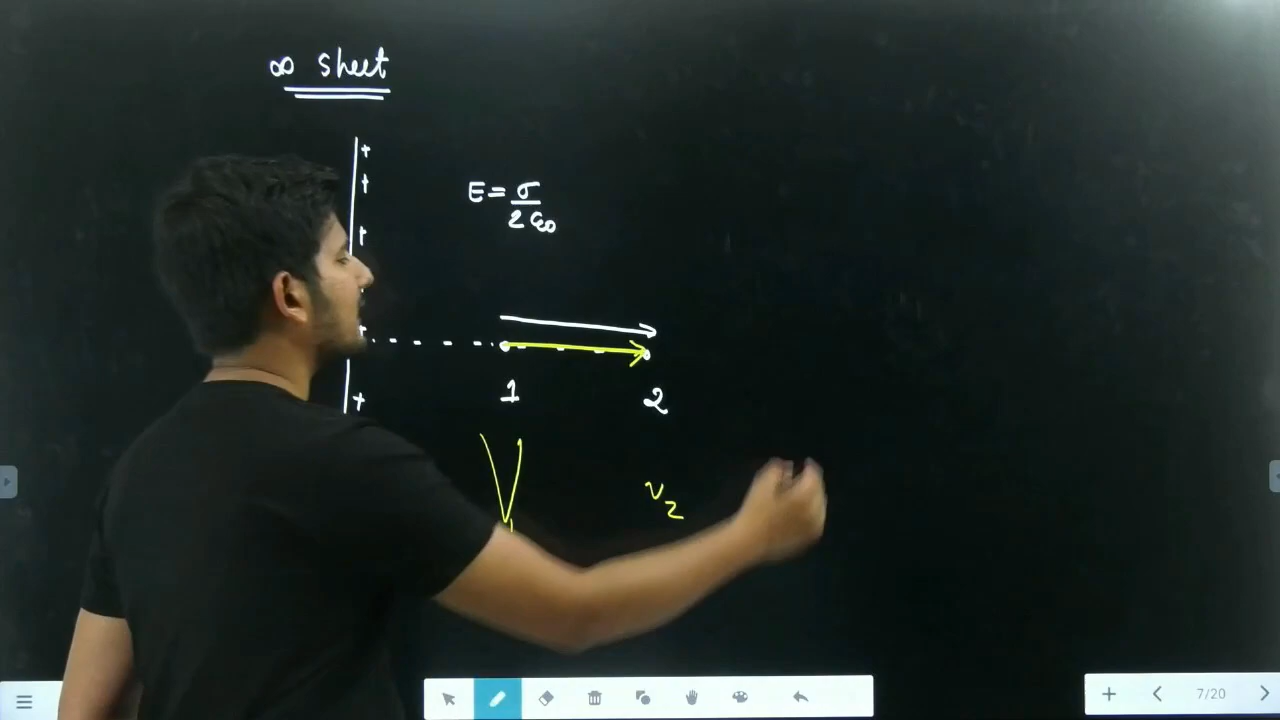 ∞ Sheet
+
+
+
E = σ / 2ε₀
+
1 2
+
V₁ V₂
7/20